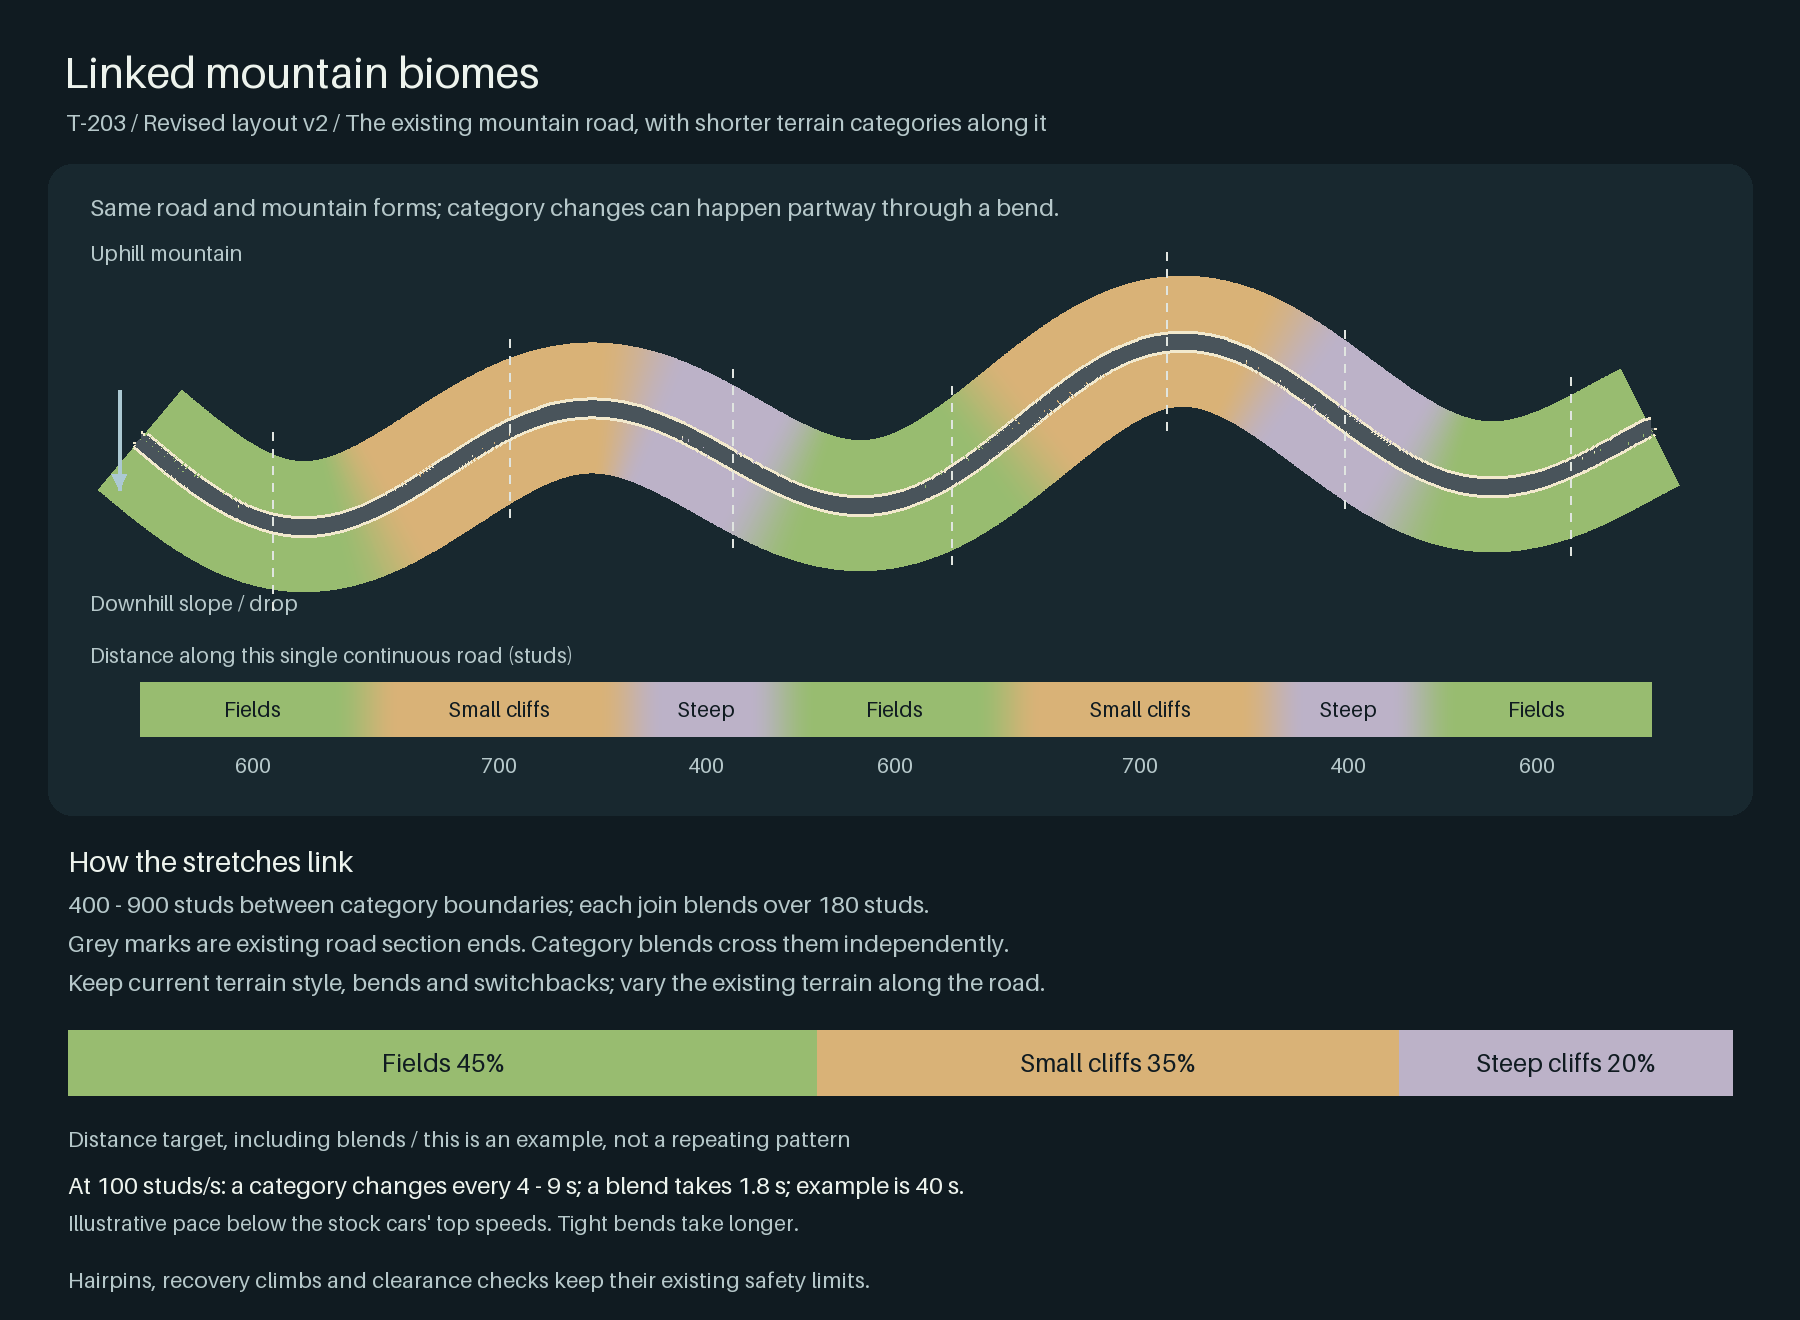 Linked mountain biomes
T-203 / Revised layout v2 / The existing mountain road, with shorter terrain categories along it
Same road and mountain forms; category changes can happen partway through a bend.
Uphill mountain
Downhill slope / drop
Distance along this single continuous road (studs)
Fields Small cliffs Steep Fields Small cliffs Steep Fields
600 700 400 600 700 400 600
How the stretches link
400 - 900 studs between category boundaries; each join blends over 180 studs.
Grey marks are existing road section ends. Category blends cross them independently.
Keep current terrain style, bends and switchbacks; vary the existing terrain along the road.
Fields 45% Small cliffs 35% Steep cliffs 20%
Distance target, including blends / this is an example, not a repeating pattern
At 100 studs/s: a category changes every 4 - 9 s; a blend takes 1.8 s; example is 40 s.
Illustrative pace below the stock cars' top speeds. Tight bends take longer.
Hairpins, recovery climbs and clearance checks keep their existing safety limits.